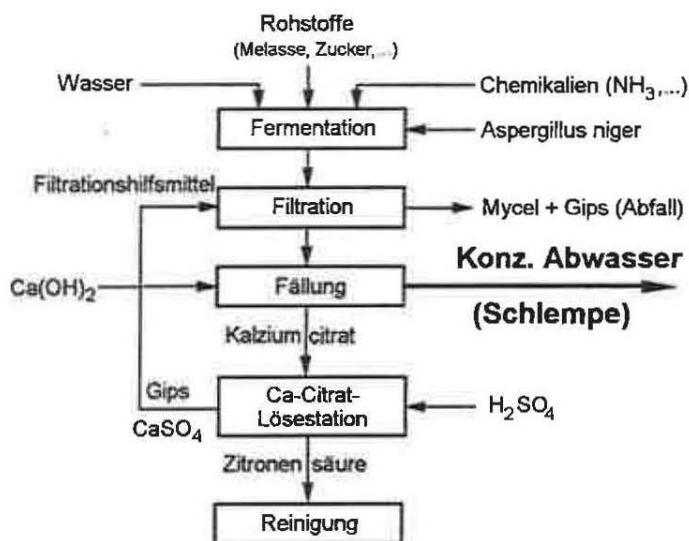 Rohstoffe
(Melasse, Zucker,...)
Wasser
Chemikalien (NH3,...)
Fermentation
Aspergillus niger
Filtrationshilfsmittel
Filtration
Mycel + Gips (Abfall)
Konz. Abwasser
Ca(OH)2
Fällung
(Schlempe)
Kalzium citrat
Gips
Ca-Citrat-
Lösestation
H2SO4
CaSO4
Zitronen säure
Reinigung